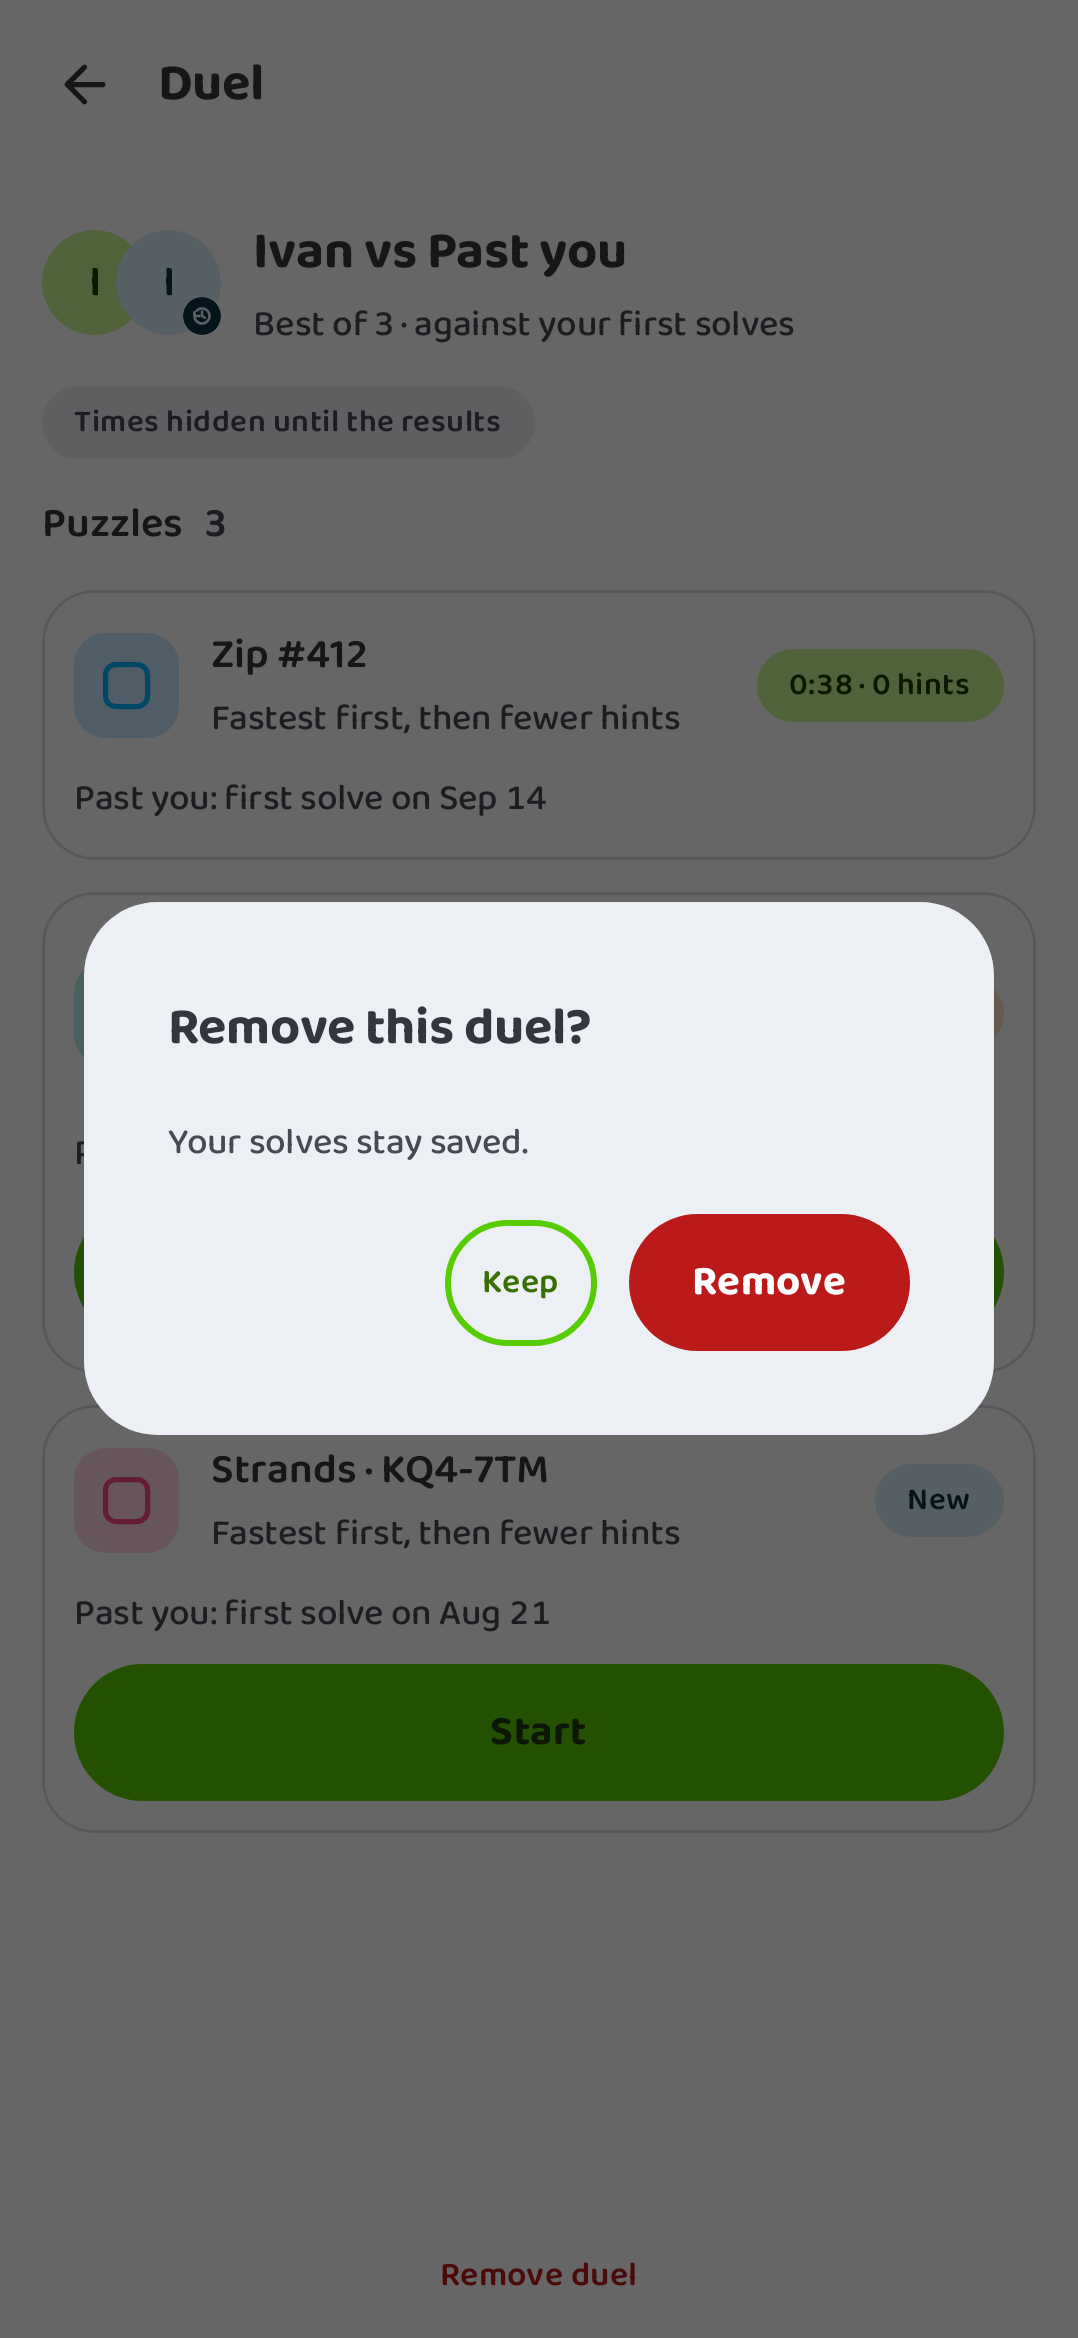 Duel
I I
Ivan vs Past you
Best of 3 · against your first solves
Times hidden until the results
Puzzles 3
Zip #412
Fastest first, then fewer hints
0:38 · 0 hints
Past you: first solve on Sep 14
Remove this duel?
Your solves stay saved.
Keep
Remove
Strands · KQ4-7TM
Fastest first, then fewer hints
New
Past you: first solve on Aug 21
Start
Remove duel